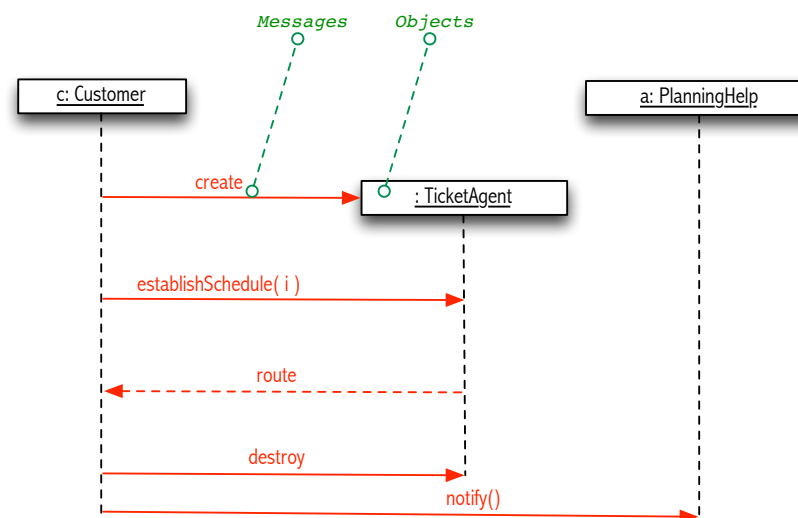 Messages
Objects
c: Customer
a: PlanningHelp
create
: TicketAgent
establishSchedule( i )
route
destroy
notify()